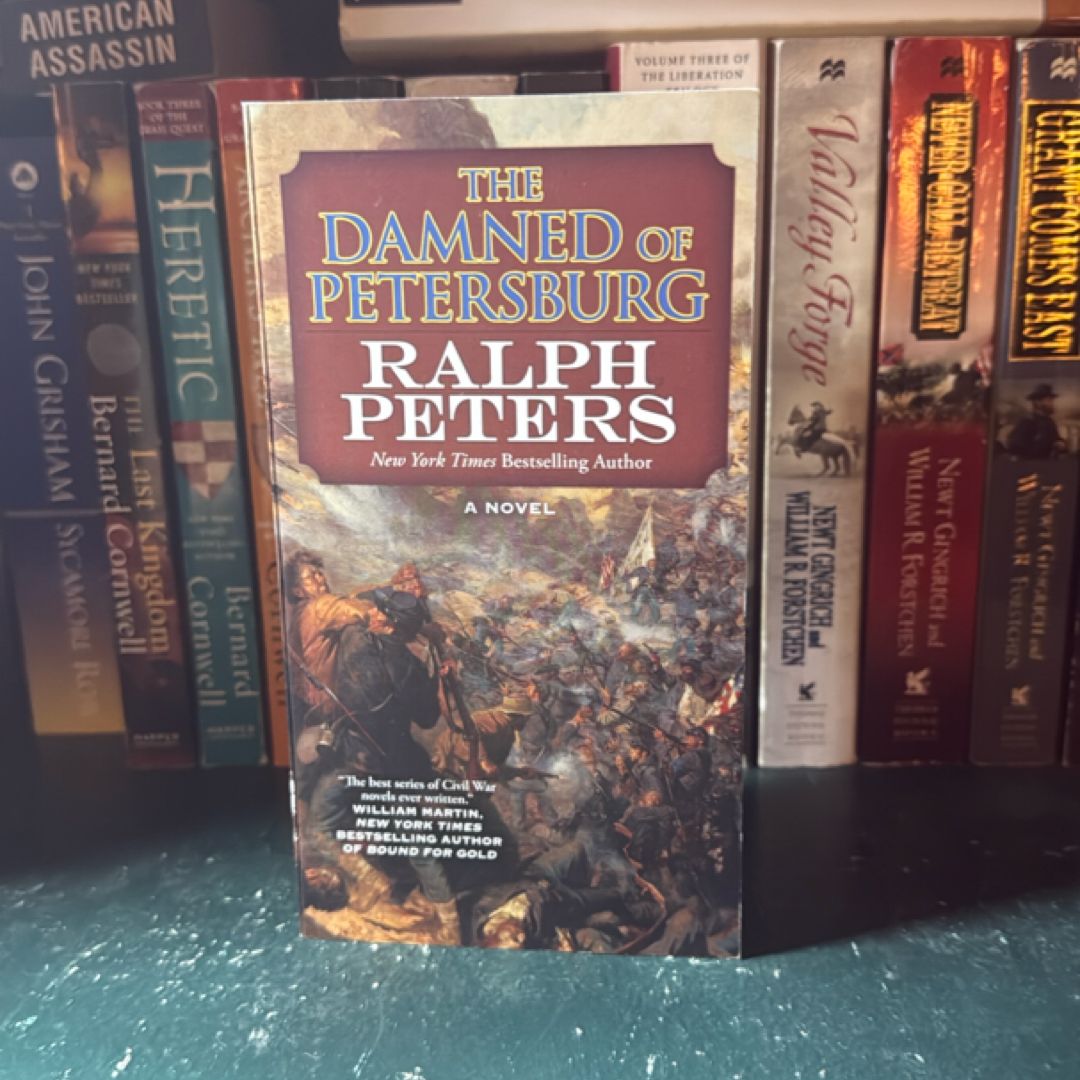 AMERICAN
ASSASSIN
JOHN GRISHAM
SYCAMORE ROW
NEW YORK
TIMES
BESTSELLER
THE Last Kingdom
Bernard Cornwell
BOOK THREE
OF THE
HERETIC
Bernard
Cornwell
HARPER
HARPER
THE
DAMNED OF
PETERSBURG
RALPH
PETERS
New York Times Bestselling Author
A NOVEL
"The best series of Civil War
novels ever written."
WILLIAM MARTIN,
NEW YORK TIMES
BESTSELLING AUTHOR
OF BOUND FOR GOLD
VOLUME THREE OF
THE LIBERATION
Valley Forge
NEWT GINGRICH and
WILLIAM R. FORSTCHEN
NEVER CALL RETREAT
NEWT GINGRICH and
WILLIAM R. FORSTCHEN
GRANT COMES EAST
NEWT GINGRICH and
WILLIAM R. FORSTCHEN